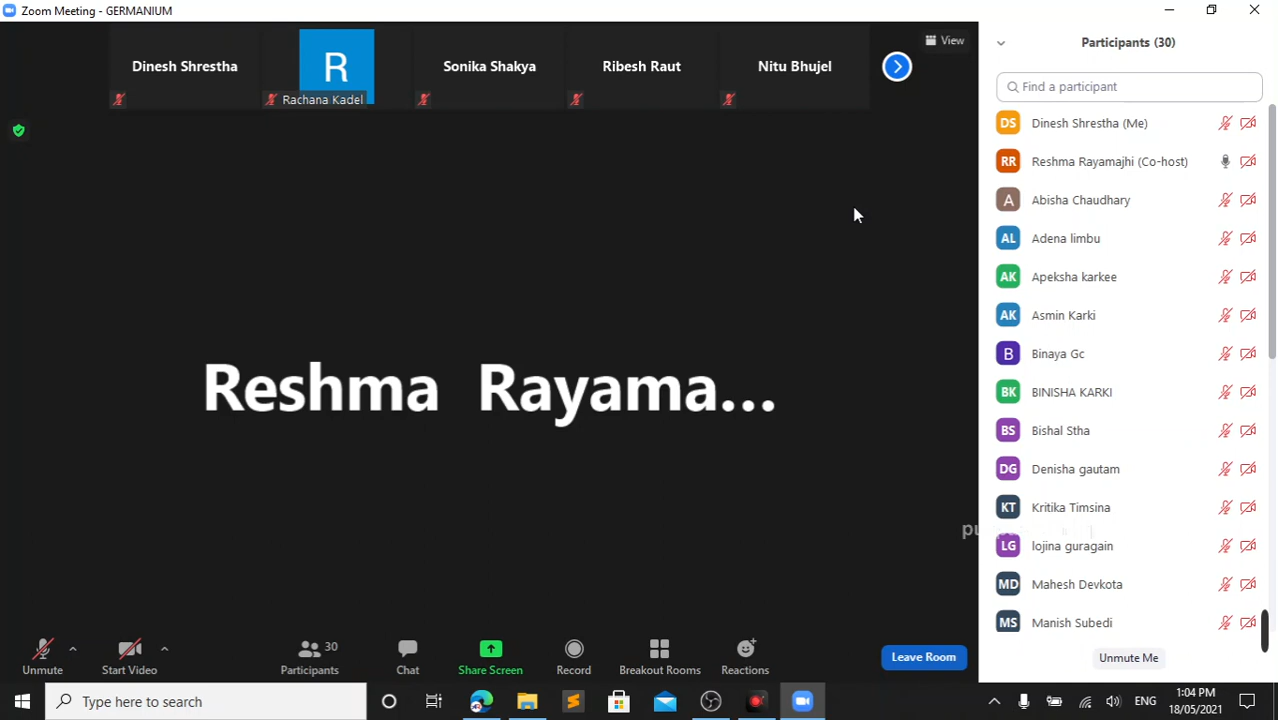 Zoom Meeting - GERMANIUM
Dinesh Shrestha
R
Rachana Kadel
Sonika Shakya
Ribesh Raut
Nitu Bhujel
View
Reshma Rayama...
Participants (30)
Find a participant
DS Dinesh Shrestha (Me)
RR Reshma Rayamajhi (Co-host)
A Abisha Chaudhary
AL Adena limbu
AK Apeksha karkee
AK Asmin Karki
B Binaya Gc
BK BINISHA KARKI
BS Bishal Stha
DG Denisha gautam
KT Kritika Timsina
LG lojina guragain
MD Mahesh Devkota
MS Manish Subedi
Unmute Me
Unmute
Start Video
30
Participants
Chat
Share Screen
Record
Breakout Rooms
Reactions
Leave Room
Type here to search
ENG
1:04 PM
18/05/2021